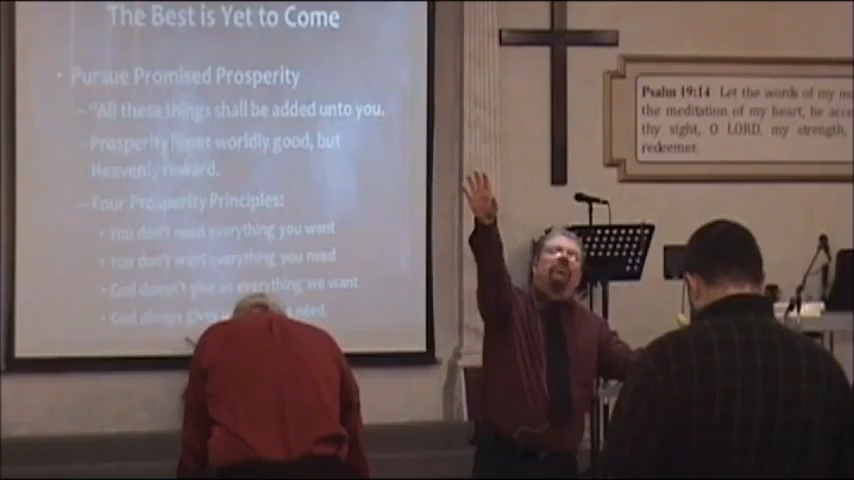 The Best is Yet to Come
• Pursue Promised Prosperity
– "All these things shall be added unto you.
– Prosperity is not worldly good, but
Heavenly reward.
– Four Prosperity Principles:
• You don't need everything you want
• You don't want everything you need
• God doesn't give us everything we want
• God always gives need.
Psalm 19:14 Let the words of my
the meditation of my heart, be
thy sight, O LORD, my strength,
redeemer.